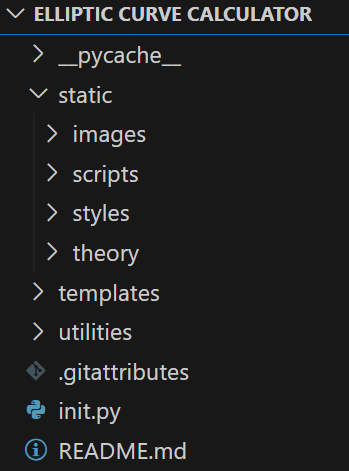 ELLIPTIC CURVE CALCULATOR
__pycache__
static
images
scripts
styles
theory
templates
utilities
.gitattributes
init.py
README.md